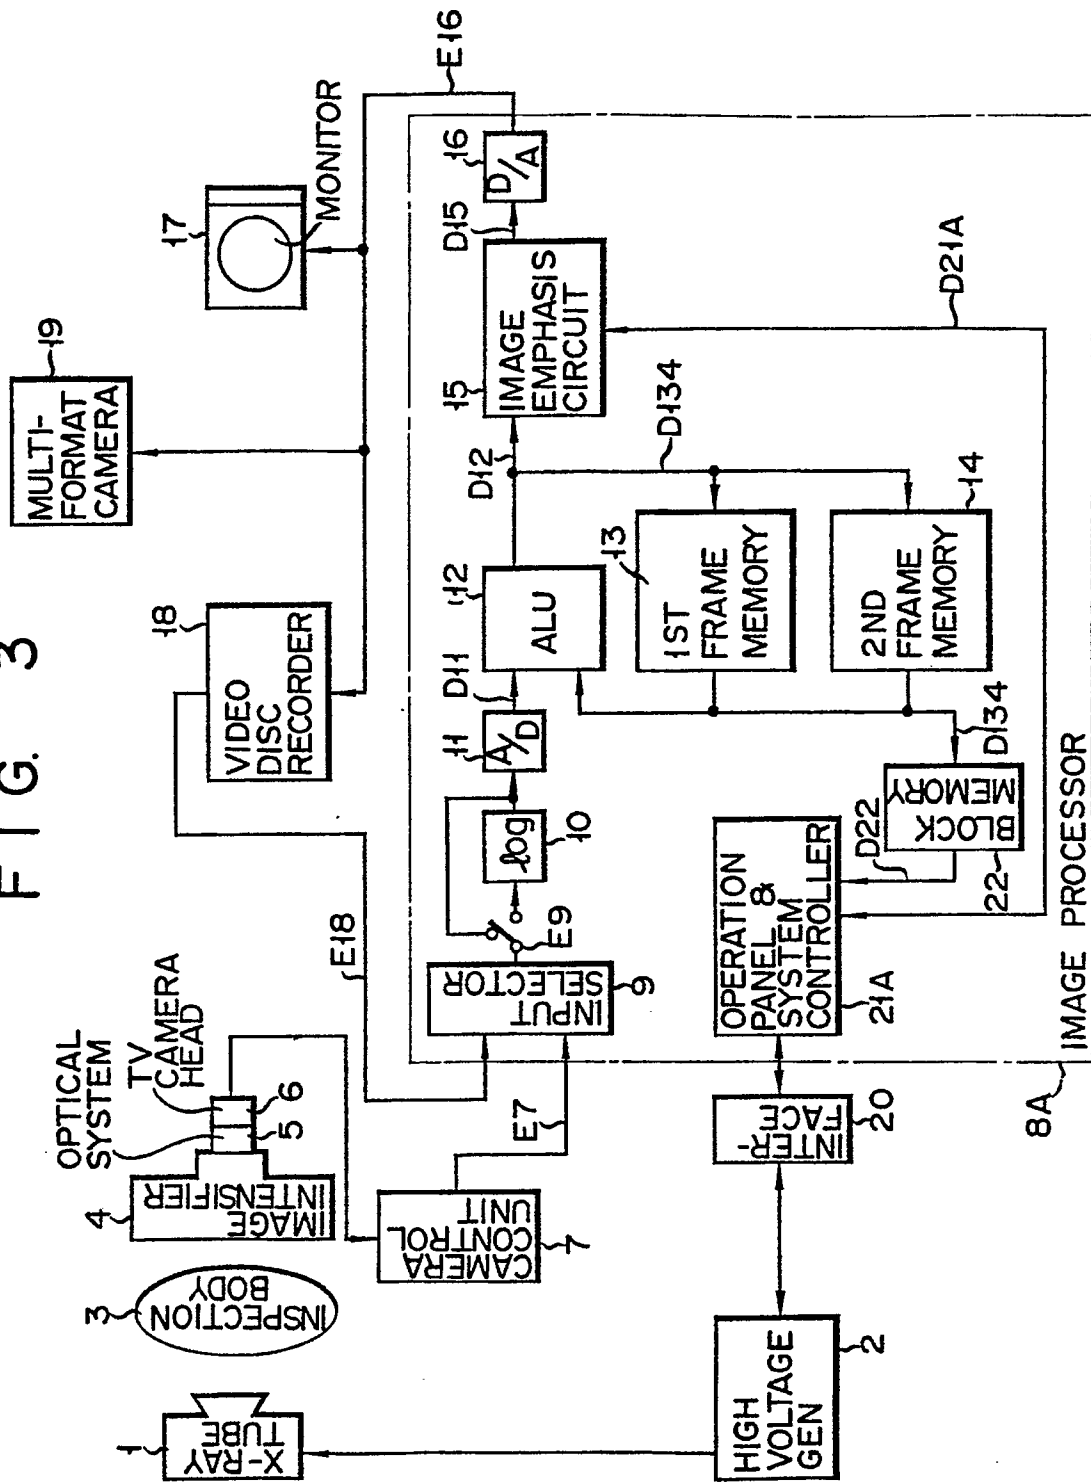 FIG. 3
X-RAY
TUBE
1
INSPECTION
BODY
3
IMAGE
INTENSIFIER
4
OPTICAL
SYSTEM
5
TV
CAMERA
HEAD
6
CAMERA
CONTROL
UNIT
7
E7
E18
VIDEO
DISC
RECORDER
18
MULTI-
FORMAT
CAMERA
19
17
MONITOR
E16
INPUT
SELECTOR
9
E9
log
10
A/D
11
D11
ALU
12
D12
IMAGE
EMPHASIS
CIRCUIT
15
D15
D/A
16
D134
1ST
FRAME
MEMORY
13
2ND
FRAME
MEMORY
14
D134
BLOCK
MEMORY
22
D22
D21A
OPERATION
PANEL &
SYSTEM
CONTROLLER
21A
INTER-
FACE
20
HIGH
VOLTAGE
GEN
2
8A
IMAGE PROCESSOR